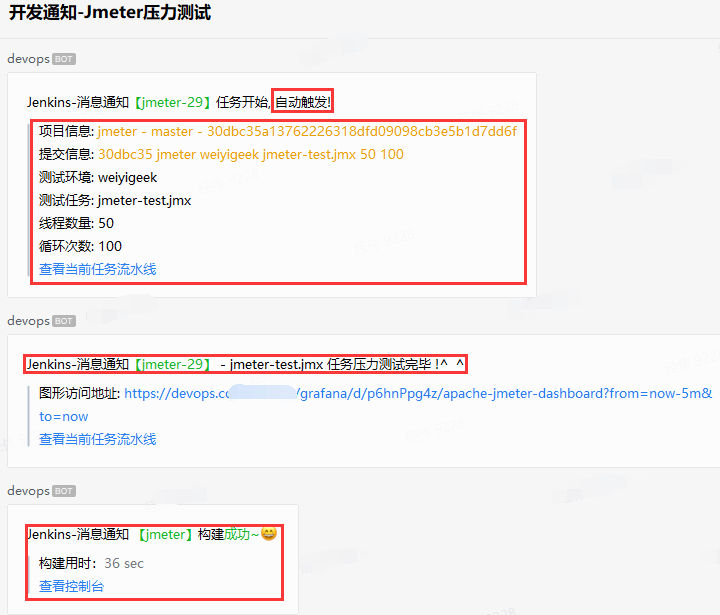 开发通知-Jmeter压力测试
devops BOT
Jenkins-消息通知【jmeter-29】任务开始,自动触发!
项目信息: jmeter - master - 30dbc35a13762226318dfd09098cb3e5b1d7dd6f
提交信息: 30dbc35 jmeter weiyigeek jmeter-test.jmx 50 100
测试环境: weiyigeek
测试任务: jmeter-test.jmx
线程数量: 50
循环次数: 100
查看当前任务流水线
devops BOT
Jenkins-消息通知【jmeter-29】 - jmeter-test.jmx 任务压力测试完毕 !^ ^
图形访问地址: https://devops.co /grafana/d/p6hnPpg4z/apache-jmeter-dashboard?from=now-5m&
to=now
查看当前任务流水线
devops BOT
Jenkins-消息通知 【jmeter】构建成功~😄
构建用时： 36 sec
查看控制台